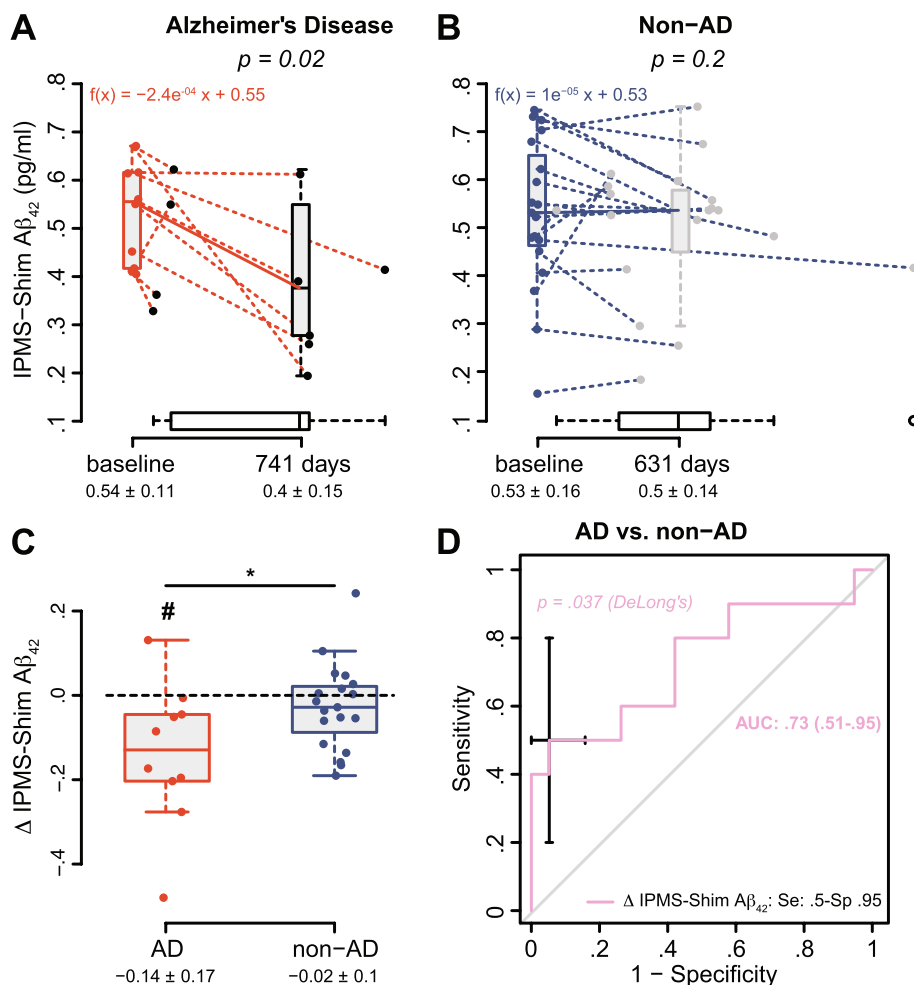 A
Alzheimer's Disease
p = 0.02
f(x) = −2.4e⁻⁰⁴ x + 0.55
IPMS−Shim Aβ₄₂ (pg/ml)
.8
.7
.6
.5
.4
.3
.2
.1
baseline
741 days
0.54 ± 0.11
0.4 ± 0.15
B
Non−AD
p = 0.2
f(x) = 1e⁻⁰⁵ x + 0.53
.8
.7
.6
.5
.4
.3
.2
.1
baseline
631 days
0.53 ± 0.16
0.5 ± 0.14
C
*
#
Δ IPMS−Shim Aβ₄₂
.2
0
−.2
−.4
AD
non−AD
−0.14 ± 0.17
−0.02 ± 0.1
D
AD vs. non−AD
p = .037 (DeLong's)
AUC: .73 (.51-.95)
Δ IPMS-Shim Aβ₄₂: Se: .5-Sp .95
Sensitivity
1
.8
.6
.4
.2
0
0
.2
.4
.6
.8
1
1 − Specificity